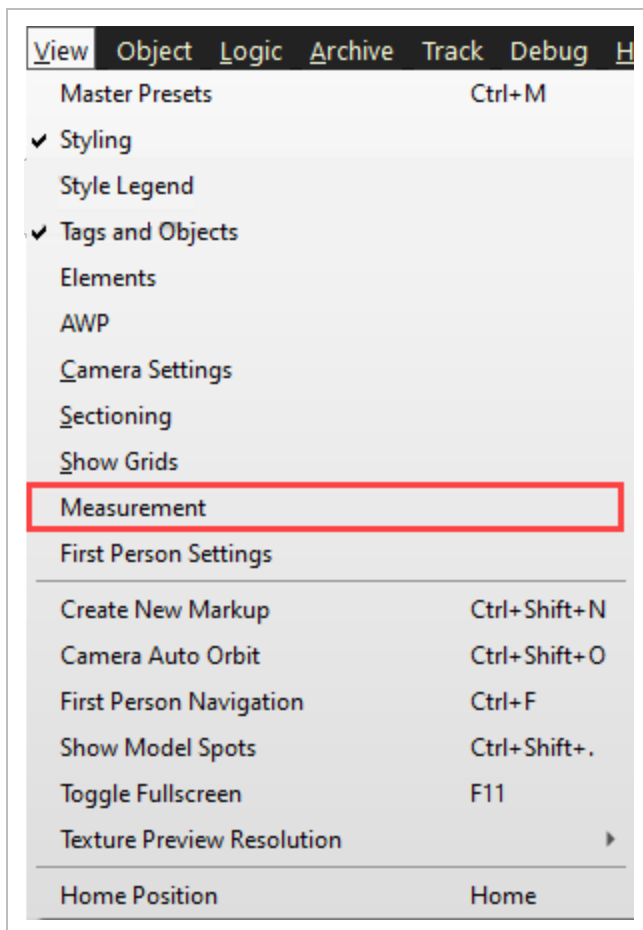 View Object Logic Archive Track Debug H
Master Presets Ctrl+M
Styling
Style Legend
Tags and Objects
Elements
AWP
Camera Settings
Sectioning
Show Grids
Measurement
First Person Settings
Create New Markup Ctrl+Shift+N
Camera Auto Orbit Ctrl+Shift+O
First Person Navigation Ctrl+F
Show Model Spots Ctrl+Shift+.
Toggle Fullscreen F11
Texture Preview Resolution
Home Position Home